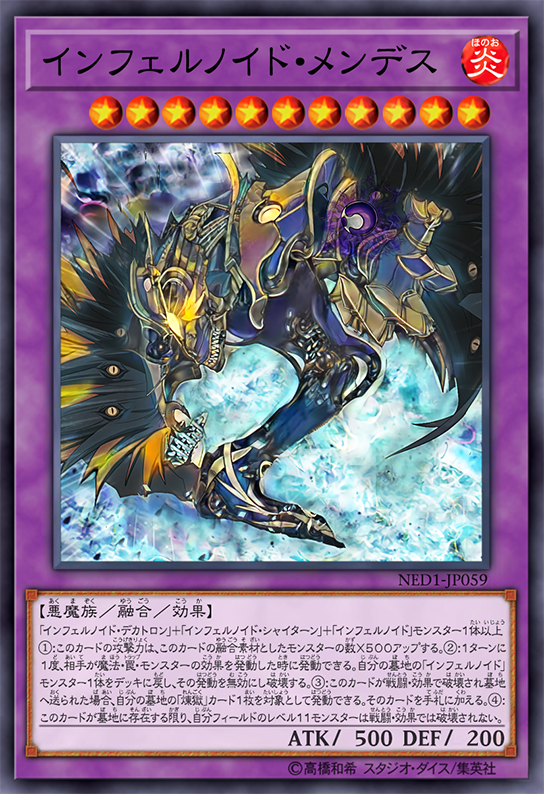 インフェルノイド・メンデス
ほのお
炎
NED1-JP059
【悪魔族／融合／効果】
「インフェルノイド・デカトロン」+「インフェルノイド・シャイターン」+「インフェルノイド」モンスター1体以上
①：このカードの攻撃力は、このカードの融合素材としたモンスターの数×500アップする。②：1ターンに
1度、相手が魔法・罠・モンスターの効果を発動した時に発動できる。自分の墓地の「インフェルノイド」
モンスター1体をデッキに戻し、その発動を無効にし破壊する。③：このカードが戦闘・効果で破壊され墓地
へ送られた場合、自分の墓地の「煉獄」カード1枚を対象として発動できる。そのカードを手札に加える。④：
このカードが墓地に存在する限り、自分フィールドのレベル11モンスターは戦闘・効果では破壊されない。
ATK/ 500 DEF/ 200
©高橋和希 スタジオ・ダイス/集英社